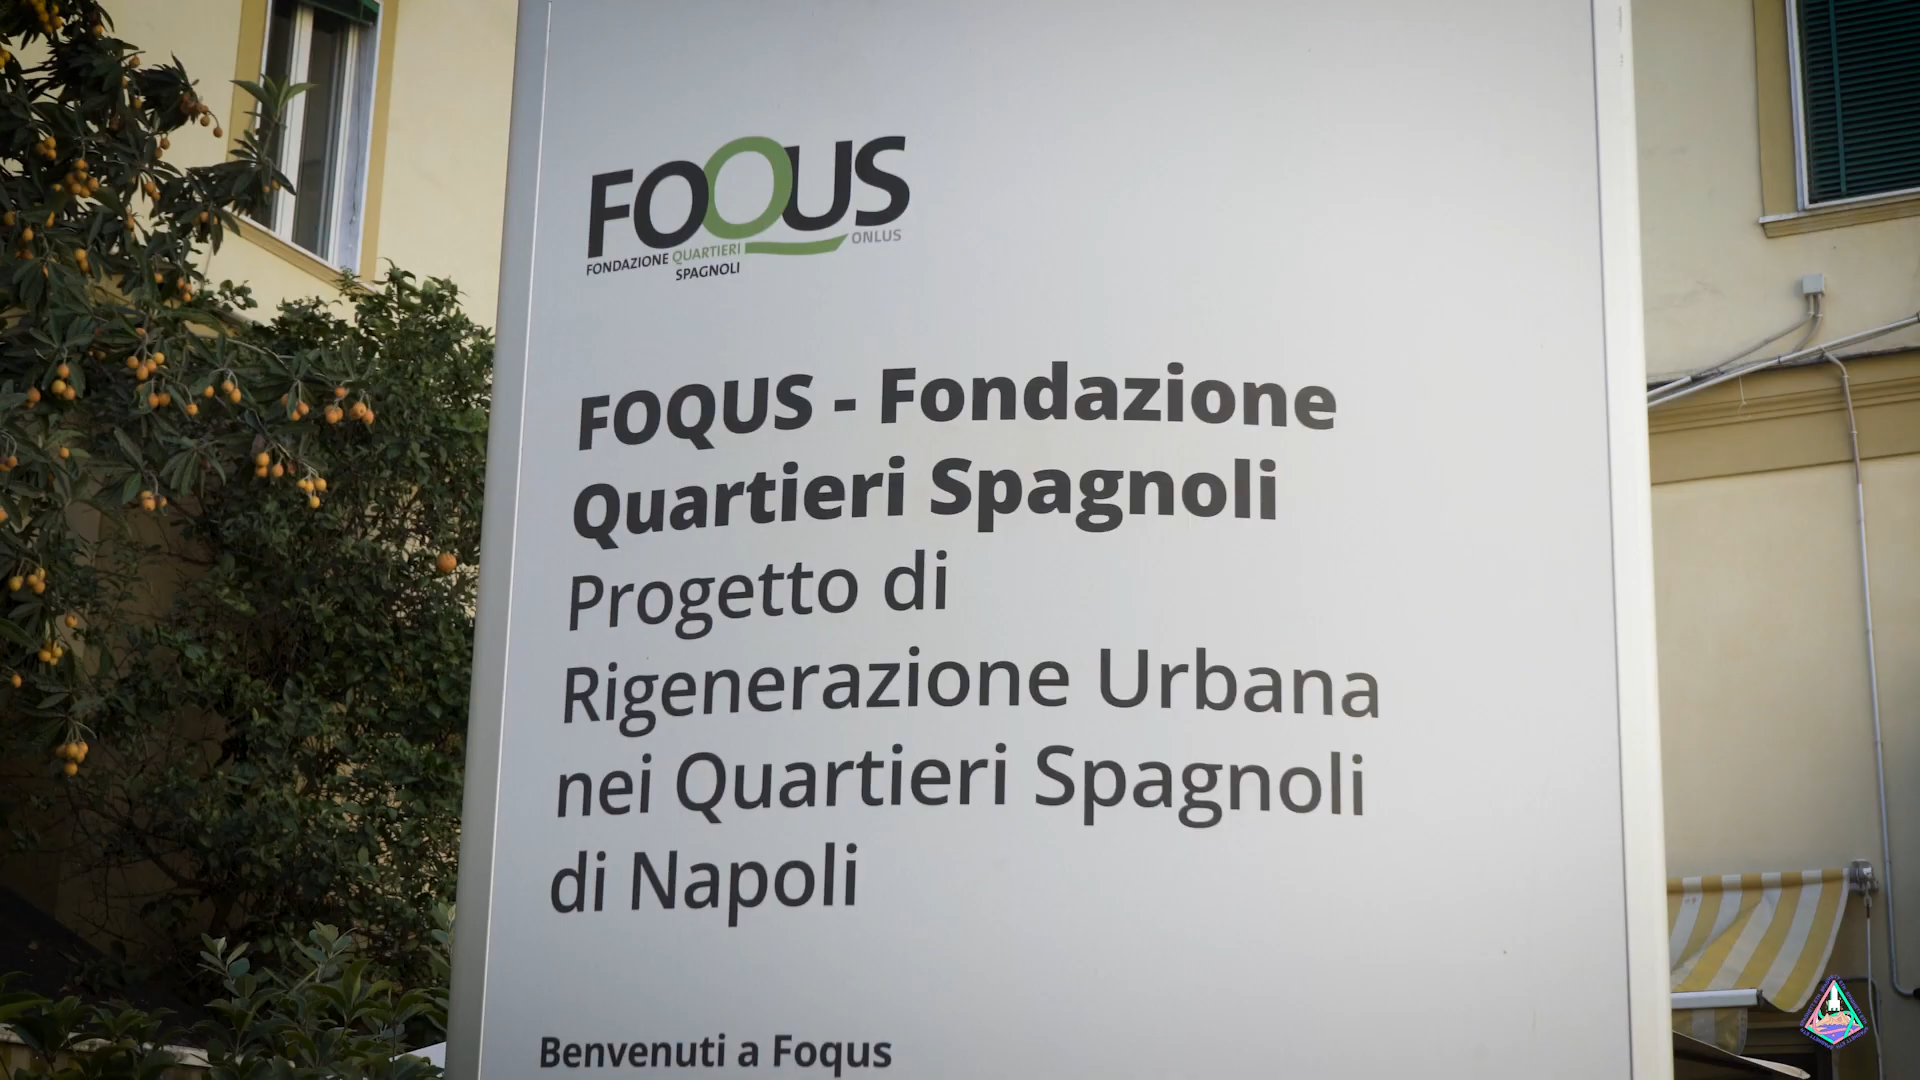 FOQUS
FONDAZIONE QUARTIERI
SPAGNOLI
ONLUS
FOQUS - Fondazione
Quartieri Spagnoli
Progetto di
Rigenerazione Urbana
nei Quartieri Spagnoli
di Napoli
Benvenuti a Foqus